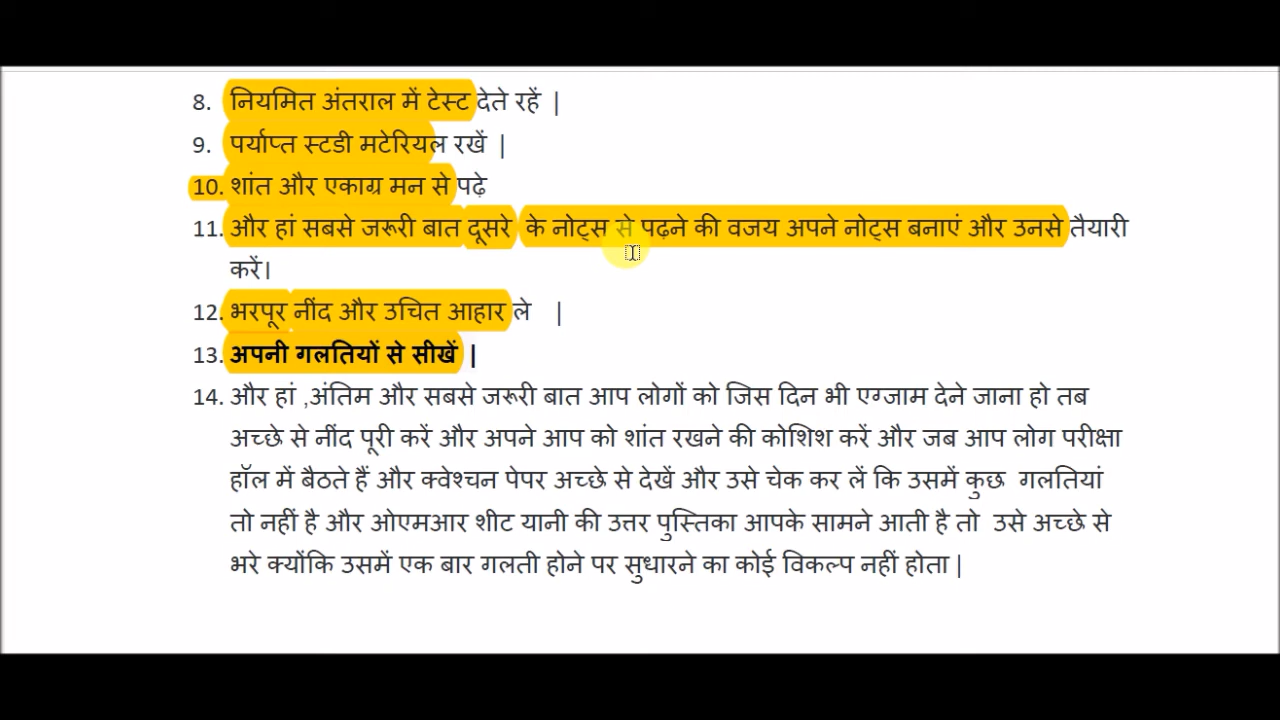 8. नियमित अंतराल में टेस्ट देते रहें |
9. पर्याप्त स्टडी मटेरियल रखें |
10. शांत और एकाग्र मन से पढ़े
11. और हां सबसे जरूरी बात दूसरे के नोट्स से पढ़ने की वजय अपने नोट्स बनाएं और उनसे तैयारी
करें।
12. भरपूर नींद और उचित आहार ले |
13. अपनी गलतियों से सीखें |
14. और हां ,अंतिम और सबसे जरूरी बात आप लोगों को जिस दिन भी एग्जाम देने जाना हो तब
अच्छे से नींद पूरी करें और अपने आप को शांत रखने की कोशिश करें और जब आप लोग परीक्षा
हॉल में बैठते हैं और क्वेश्चन पेपर अच्छे से देखें और उसे चेक कर लें कि उसमें कुछ गलतियां
तो नहीं है और ओएमआर शीट यानी की उत्तर पुस्तिका आपके सामने आती है तो उसे अच्छे से
भरे क्योंकि उसमें एक बार गलती होने पर सुधारने का कोई विकल्प नहीं होता |